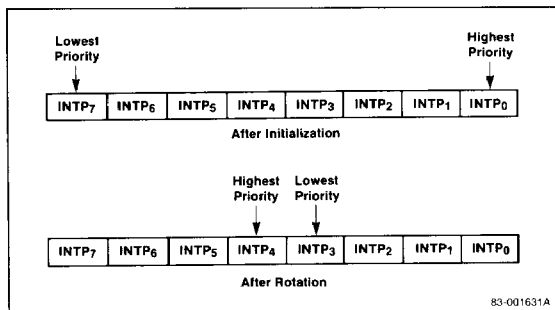 Lowest Priority
Highest Priority
INTP7 INTP6 INTP5 INTP4 INTP3 INTP2 INTP1 INTP0
After Initialization
Highest Priority
Lowest Priority
INTP7 INTP6 INTP5 INTP4 INTP3 INTP2 INTP1 INTP0
After Rotation
83-001631A